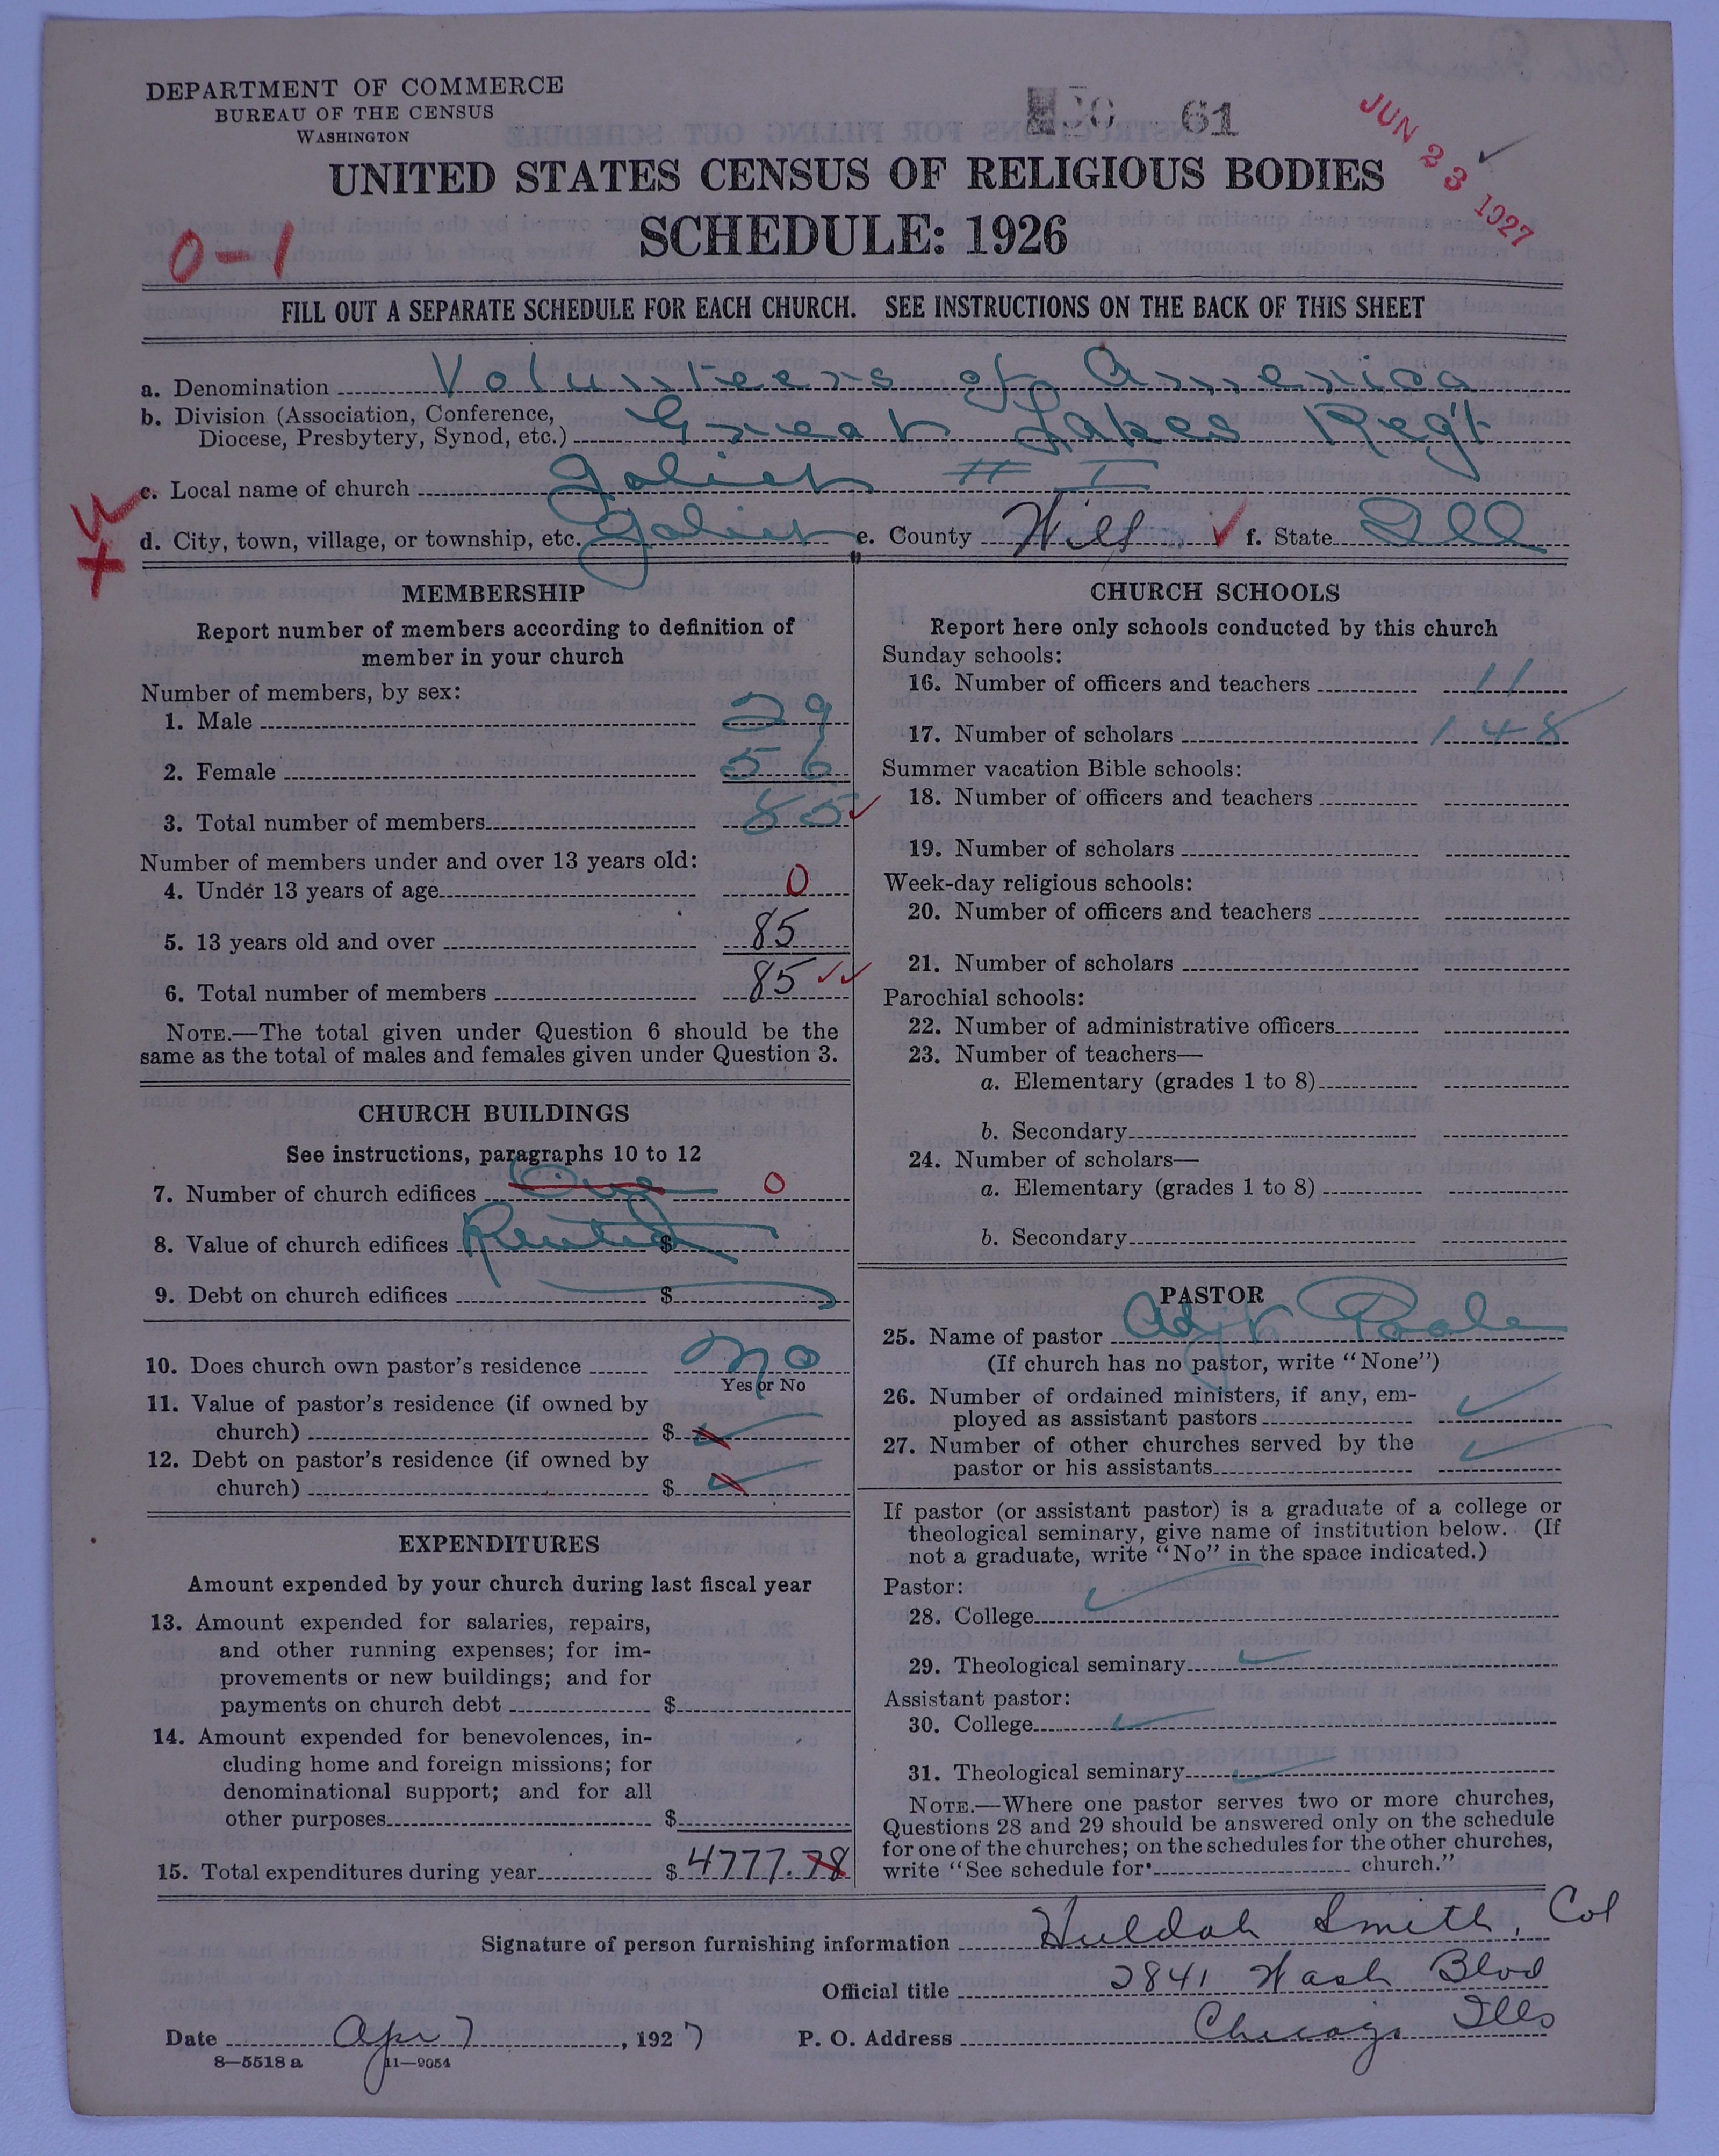 DEPARTMENT OF COMMERCE
BUREAU OF THE CENSUS
WASHINGTON
61
JUN 23 1927
UNITED STATES CENSUS OF RELIGIOUS BODIES
SCHEDULE: 1926
0-1
FILL OUT A SEPARATE SCHEDULE FOR EACH CHURCH. SEE INSTRUCTIONS ON THE BACK OF THIS SHEET
a. Denomination Volunteers of America
b. Division (Association, Conference,
Diocese, Presbytery, Synod, etc.) Great Lakes Reg't
c. Local name of church Joliet # I
d. City, town, village, or township, etc. Joliet e. County Will f. State Ill
MEMBERSHIP
Report number of members according to definition of
member in your church
Number of members, by sex:
1. Male 29
2. Female 56
3. Total number of members 85
Number of members under and over 13 years old:
4. Under 13 years of age 0
5. 13 years old and over 85
6. Total number of members 85
NOTE.—The total given under Question 6 should be the
same as the total of males and females given under Question 3.
CHURCH BUILDINGS
See instructions, paragraphs 10 to 12
7. Number of church edifices One 0
8. Value of church edifices Rented $
9. Debt on church edifices $
10. Does church own pastor's residence No
Yes or No
11. Value of pastor's residence (if owned by
church) $
12. Debt on pastor's residence (if owned by
church) $
EXPENDITURES
Amount expended by your church during last fiscal year
13. Amount expended for salaries, repairs,
and other running expenses; for im-
provements or new buildings; and for
payments on church debt $
14. Amount expended for benevolences, in-
cluding home and foreign missions; for
denominational support; and for all
other purposes $
15. Total expenditures during year $ 4777.78
CHURCH SCHOOLS
Report here only schools conducted by this church
Sunday schools:
16. Number of officers and teachers 11
17. Number of scholars 148
Summer vacation Bible schools:
18. Number of officers and teachers
19. Number of scholars
Week-day religious schools:
20. Number of officers and teachers
21. Number of scholars
Parochial schools:
22. Number of administrative officers
23. Number of teachers—
a. Elementary (grades 1 to 8)
b. Secondary
24. Number of scholars—
a. Elementary (grades 1 to 8)
b. Secondary
PASTOR
25. Name of pastor Adjt Poole
(If church has no pastor, write "None")
26. Number of ordained ministers, if any, em-
ployed as assistant pastors
27. Number of other churches served by the
pastor or his assistants
If pastor (or assistant pastor) is a graduate of a college or
theological seminary, give name of institution below. (If
not a graduate, write "No" in the space indicated.)
Pastor:
28. College
29. Theological seminary
Assistant pastor:
30. College
31. Theological seminary
NOTE.—Where one pastor serves two or more churches,
Questions 28 and 29 should be answered only on the schedule
for one of the churches; on the schedules for the other churches,
write "See schedule for church."
Signature of person furnishing information Huldah Smith, Col
Official title 2841 Wash Blvd
Date Apr 7, 1927 P. O. Address Chicago Ills
8—5518 a 11—9054